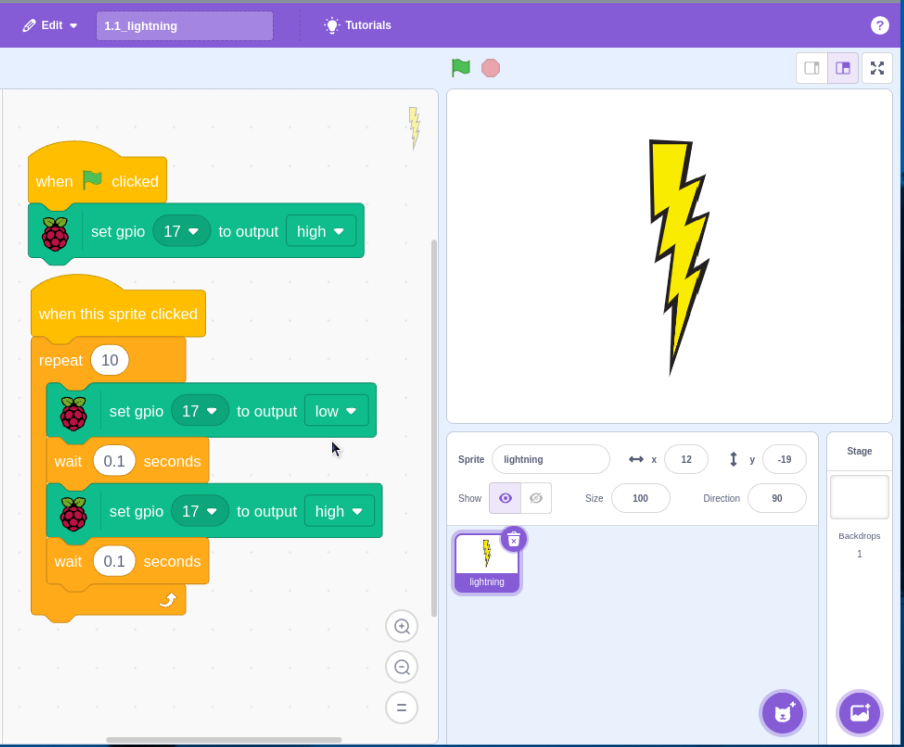 Edit
1.1_lightning
Tutorials
?
when clicked
set gpio 17 to output high
when this sprite clicked
repeat 10
set gpio 17 to output low
wait 0.1 seconds
set gpio 17 to output high
wait 0.1 seconds
Sprite lightning x 12 y -19
Show Size 100 Direction 90
lightning
Stage
Backdrops
1